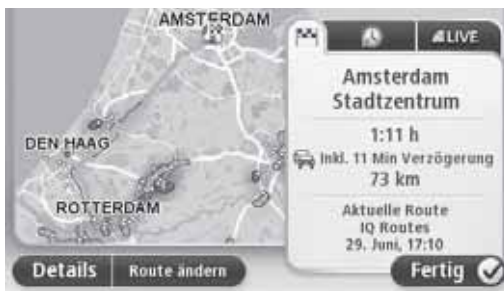 AMSTERDAM
DEN HAAG
ROTTERDAM
LIVE
Amsterdam
Stadtzentrum
1:11 h
Inkl. 11 Min Verzögerung
73 km
Aktuelle Route
IQ Routes
29. Juni, 17:10
Details
Route ändern
Fertig